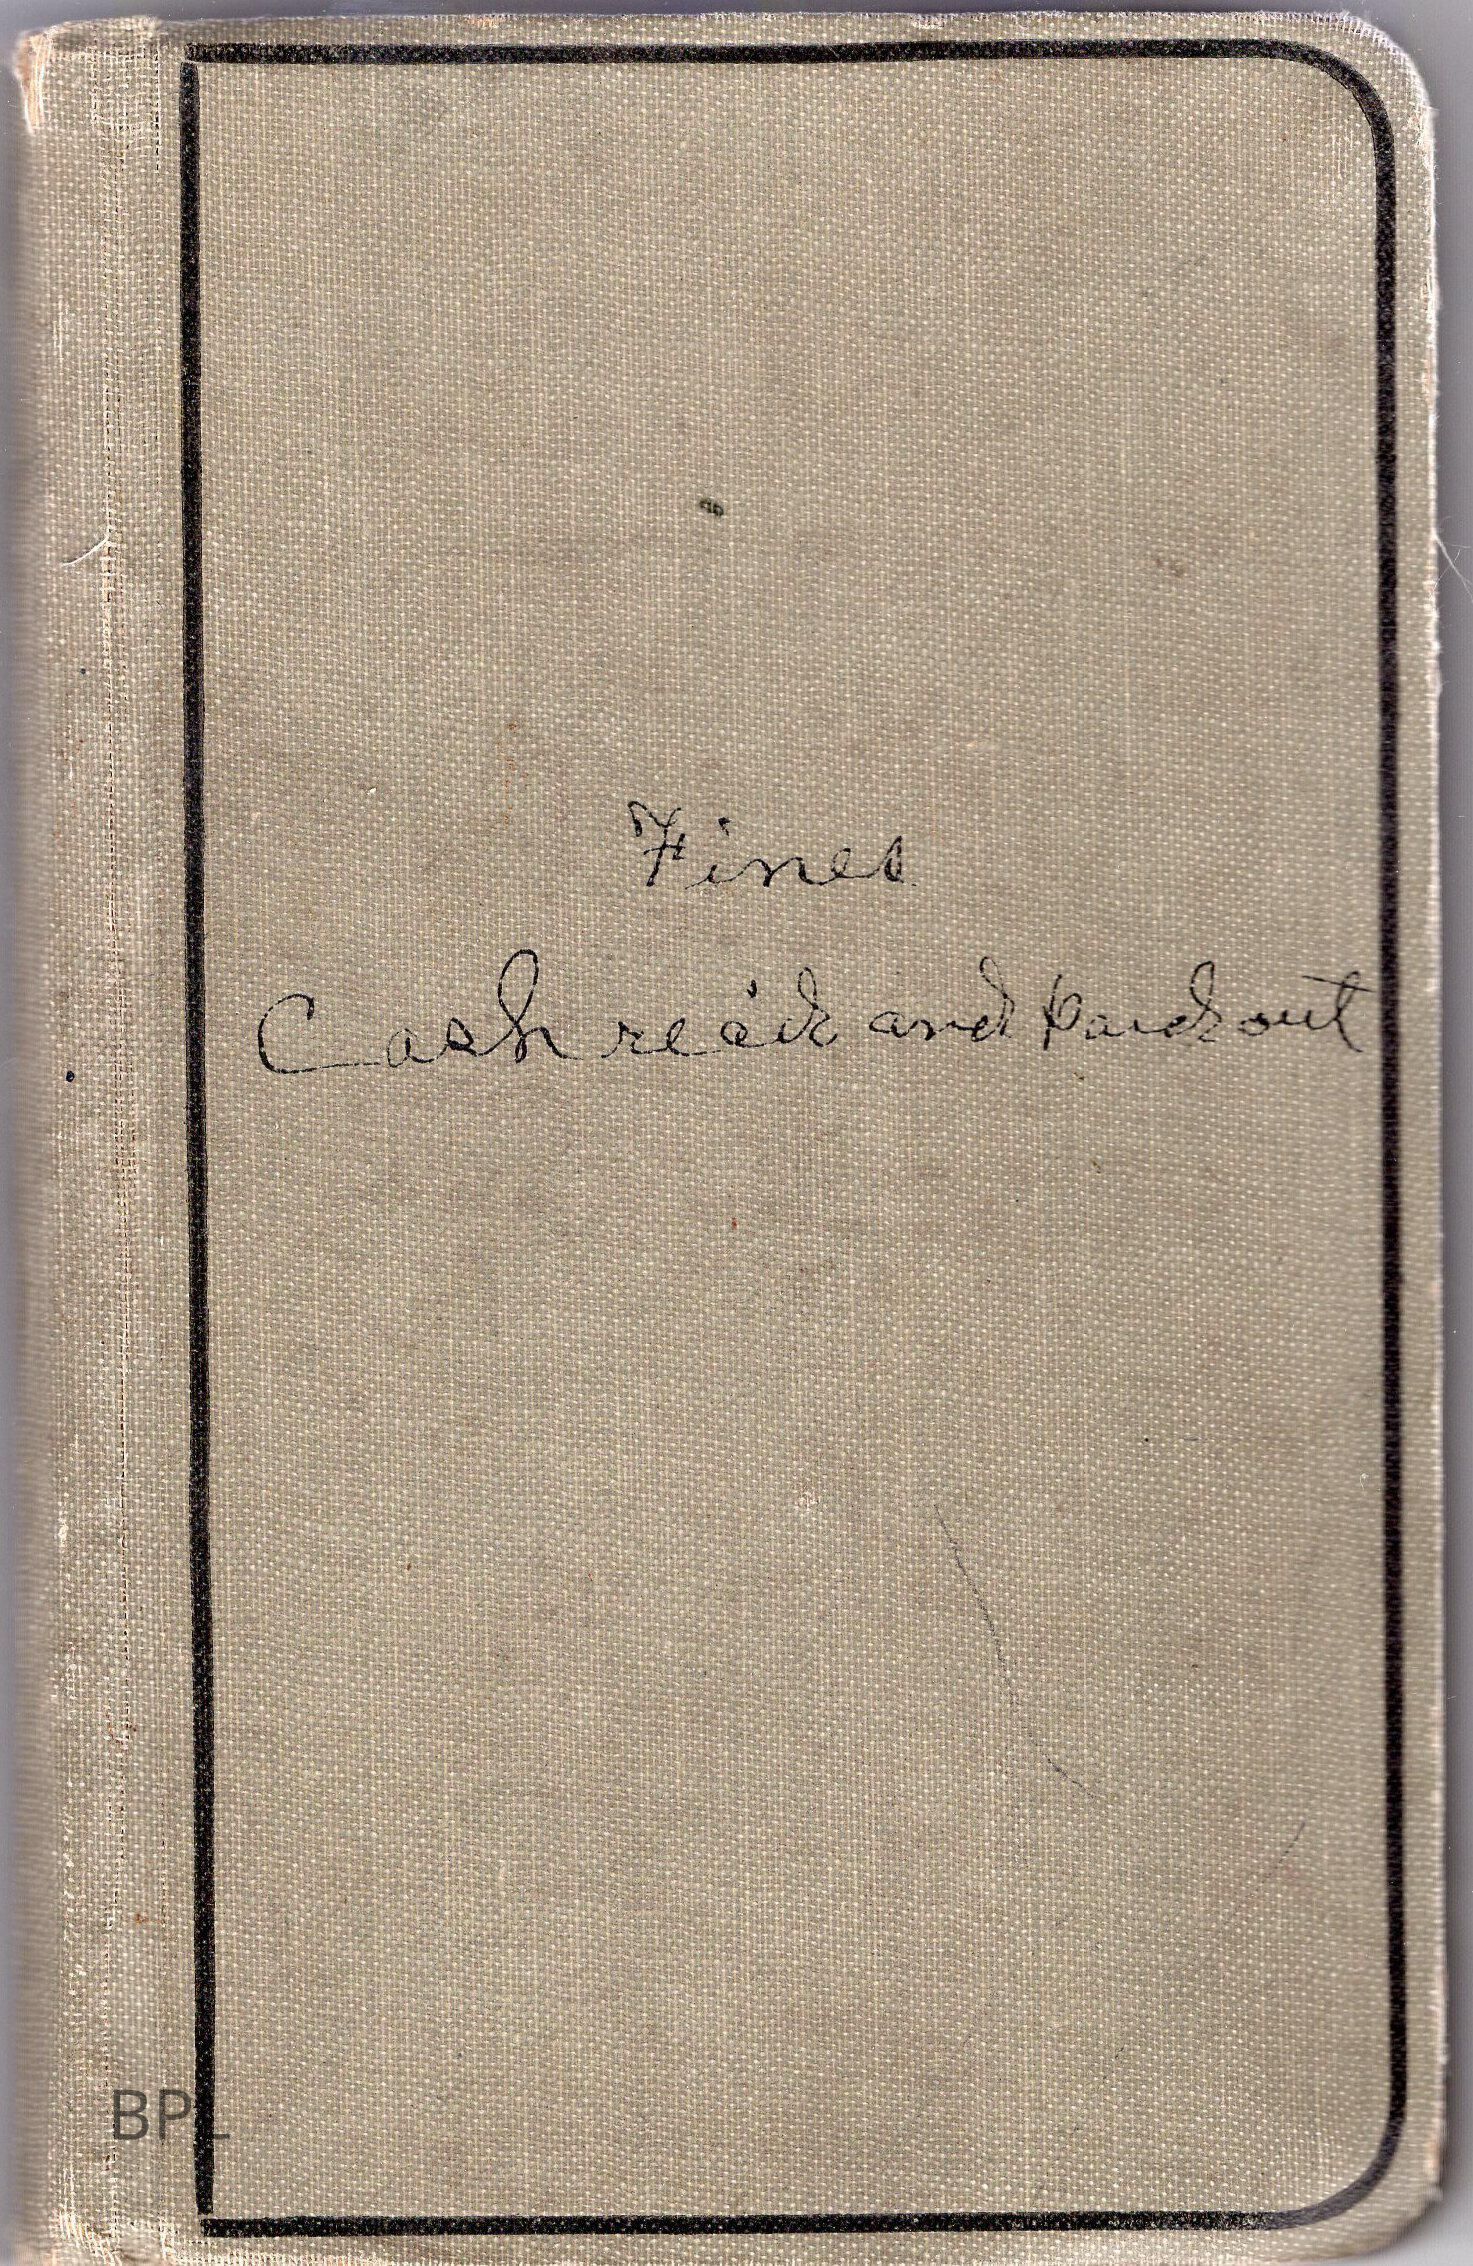 Fines
Cash rec'd and paid out
BPL